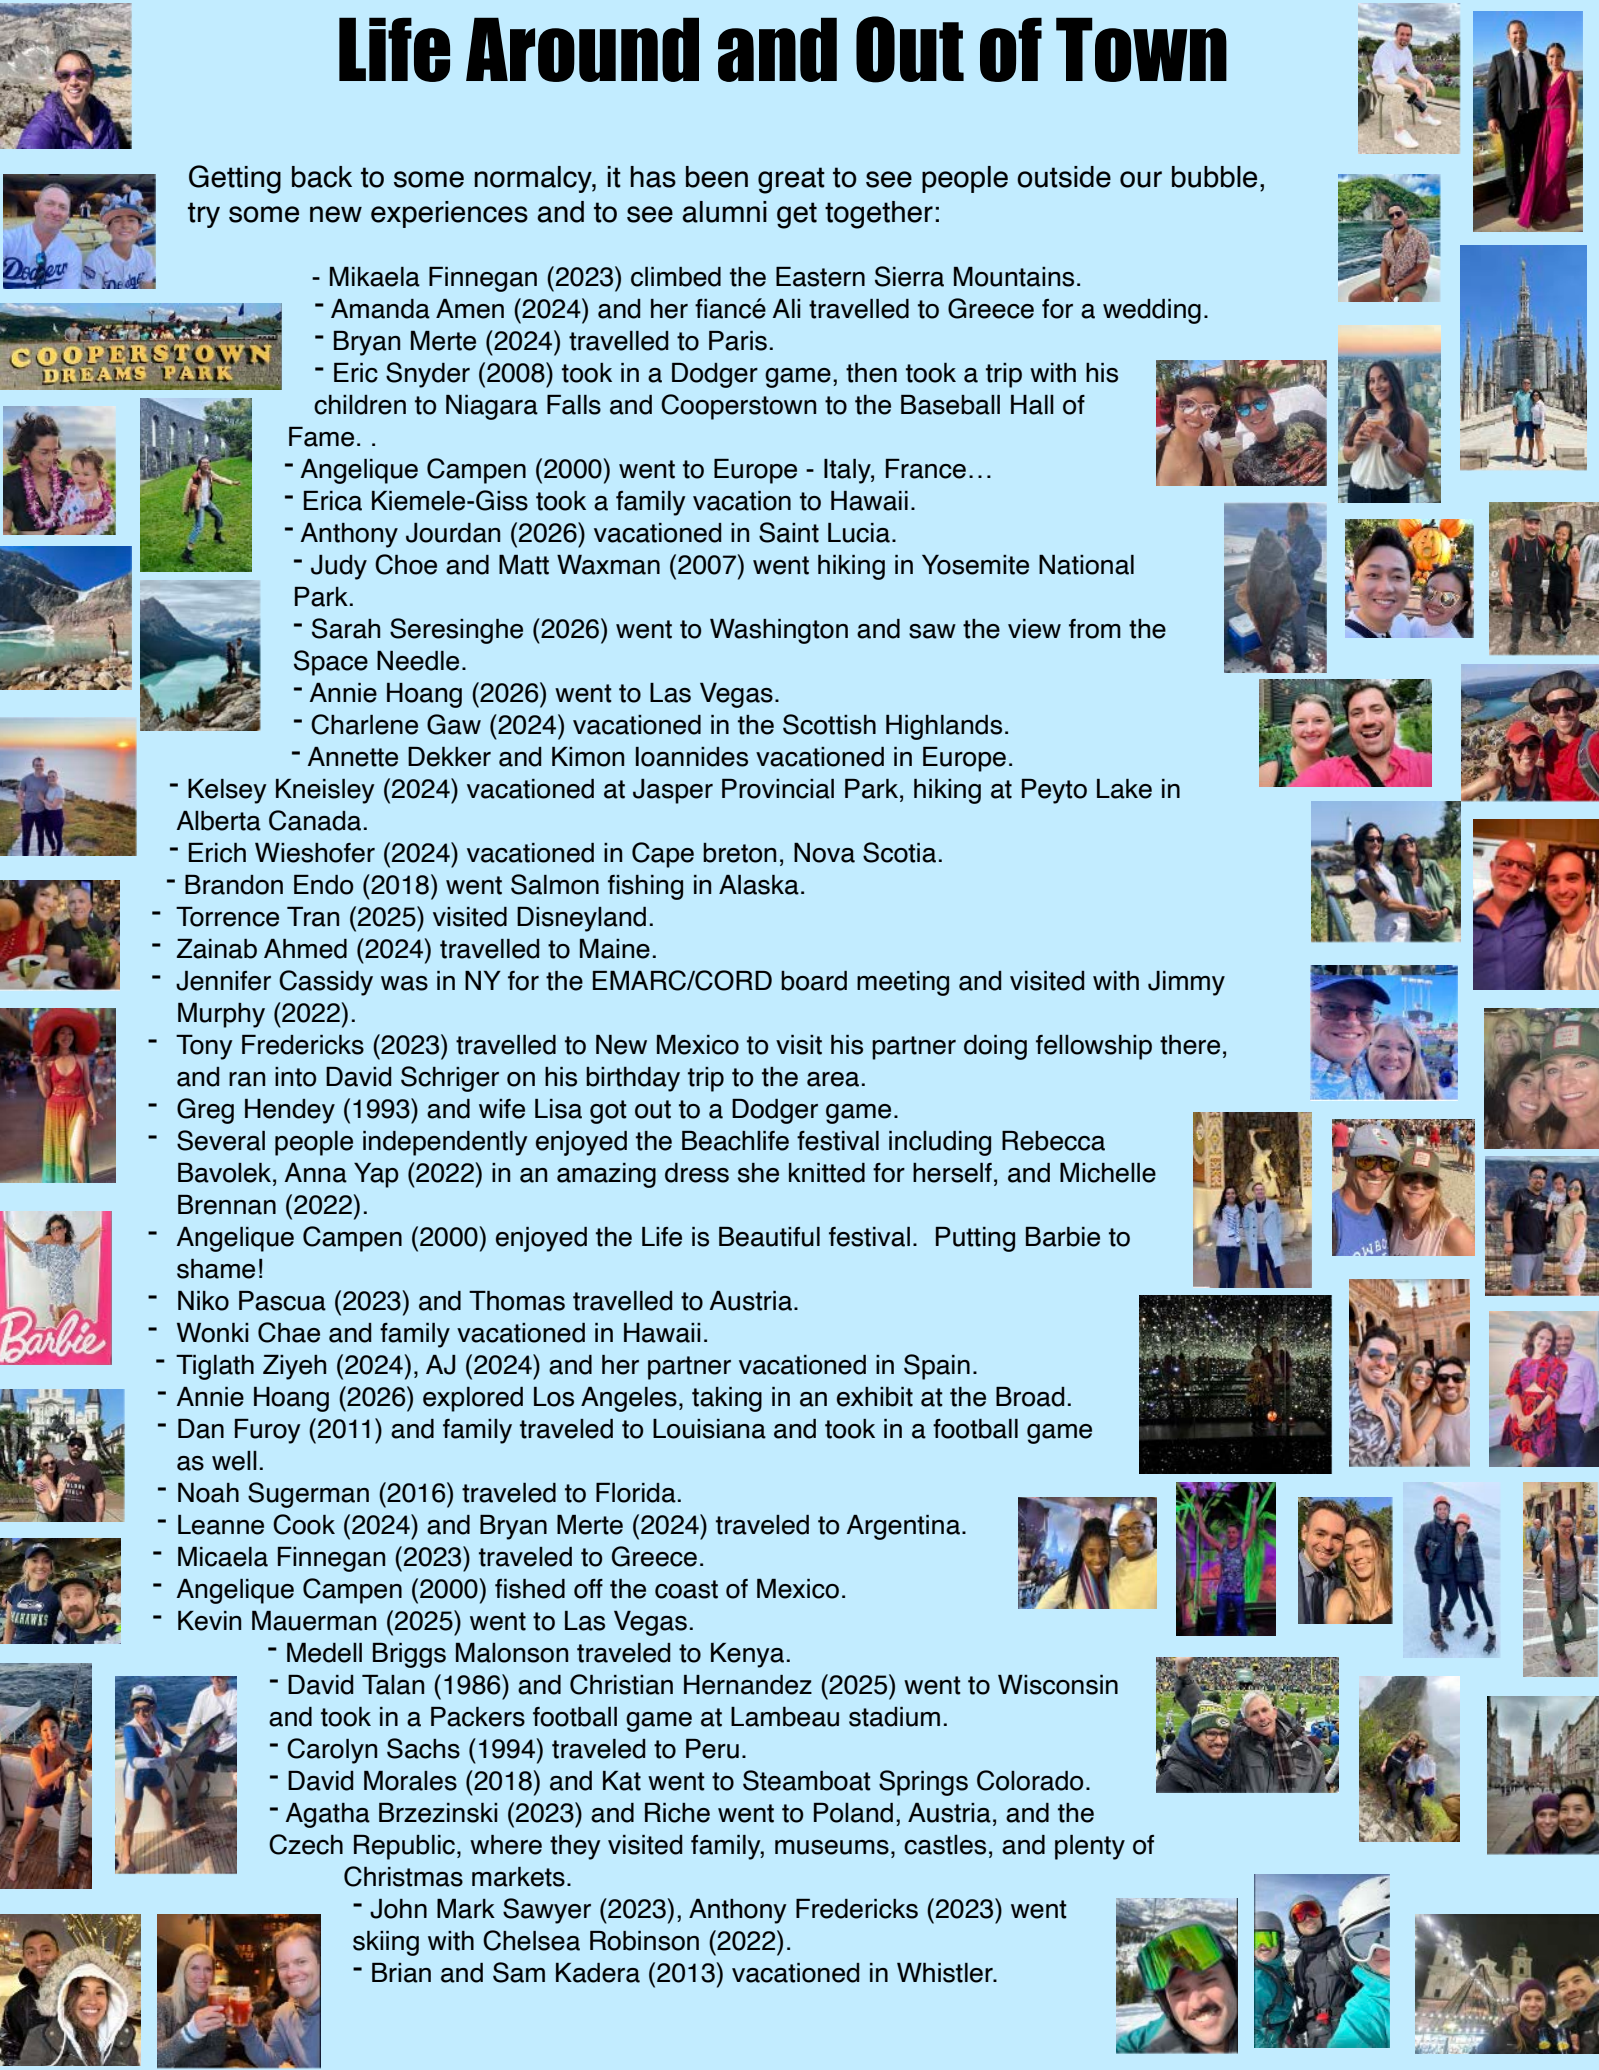 Life Around and Out of Town
Getting back to some normalcy, it has been great to see people outside our bubble,
try some new experiences and to see alumni get together:
- Mikaela Finnegan (2023) climbed the Eastern Sierra Mountains.
- Amanda Amen (2024) and her fiancé Ali travelled to Greece for a wedding.
- Bryan Merte (2024) travelled to Paris.
- Eric Snyder (2008) took in a Dodger game, then took a trip with his
children to Niagara Falls and Cooperstown to the Baseball Hall of
Fame. .
- Angelique Campen (2000) went to Europe - Italy, France…
- Erica Kiemele-Giss took a family vacation to Hawaii.
- Anthony Jourdan (2026) vacationed in Saint Lucia.
- Judy Choe and Matt Waxman (2007) went hiking in Yosemite National
Park.
- Sarah Seresinghe (2026) went to Washington and saw the view from the
Space Needle.
- Annie Hoang (2026) went to Las Vegas.
- Charlene Gaw (2024) vacationed in the Scottish Highlands.
- Annette Dekker and Kimon Ioannides vacationed in Europe.
- Kelsey Kneisley (2024) vacationed at Jasper Provincial Park, hiking at Peyto Lake in
Alberta Canada.
- Erich Wieshofer (2024) vacationed in Cape breton, Nova Scotia.
- Brandon Endo (2018) went Salmon fishing in Alaska.
- Torrence Tran (2025) visited Disneyland.
- Zainab Ahmed (2024) travelled to Maine.
- Jennifer Cassidy was in NY for the EMARC/CORD board meeting and visited with Jimmy
Murphy (2022).
- Tony Fredericks (2023) travelled to New Mexico to visit his partner doing fellowship there,
and ran into David Schriger on his birthday trip to the area.
- Greg Hendey (1993) and wife Lisa got out to a Dodger game.
- Several people independently enjoyed the Beachlife festival including Rebecca
Bavolek, Anna Yap (2022) in an amazing dress she knitted for herself, and Michelle
Brennan (2022).
- Angelique Campen (2000) enjoyed the Life is Beautiful festival.  Putting Barbie to
shame!
- Niko Pascua (2023) and Thomas travelled to Austria.
- Wonki Chae and family vacationed in Hawaii.
- Tiglath Ziyeh (2024), AJ (2024) and her partner vacationed in Spain.
- Annie Hoang (2026) explored Los Angeles, taking in an exhibit at the Broad.
- Dan Furoy (2011) and family traveled to Louisiana and took in a football game
as well.
- Noah Sugerman (2016) traveled to Florida.
- Leanne Cook (2024) and Bryan Merte (2024) traveled to Argentina.
- Micaela Finnegan (2023) traveled to Greece.
- Angelique Campen (2000) fished off the coast of Mexico.
- Kevin Mauerman (2025) went to Las Vegas.
- Medell Briggs Malonson traveled to Kenya.
- David Talan (1986) and Christian Hernandez (2025) went to Wisconsin
and took in a Packers football game at Lambeau stadium.
- Carolyn Sachs (1994) traveled to Peru.
- David Morales (2018) and Kat went to Steamboat Springs Colorado.
- Agatha Brzezinski (2023) and Riche went to Poland, Austria, and the
Czech Republic, where they visited family, museums, castles, and plenty of
Christmas markets.
- John Mark Sawyer (2023), Anthony Fredericks (2023) went
skiing with Chelsea Robinson (2022).
- Brian and Sam Kadera (2013) vacationed in Whistler.
COOPERSTOWN
DREAMS PARK
Barbie